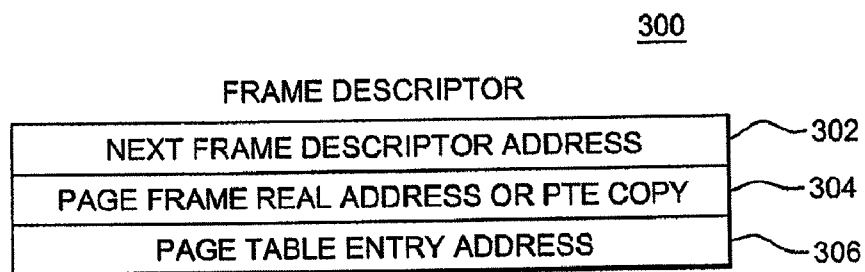 300
FRAME DESCRIPTOR
NEXT FRAME DESCRIPTOR ADDRESS 302
PAGE FRAME REAL ADDRESS OR PTE COPY 304
PAGE TABLE ENTRY ADDRESS 306